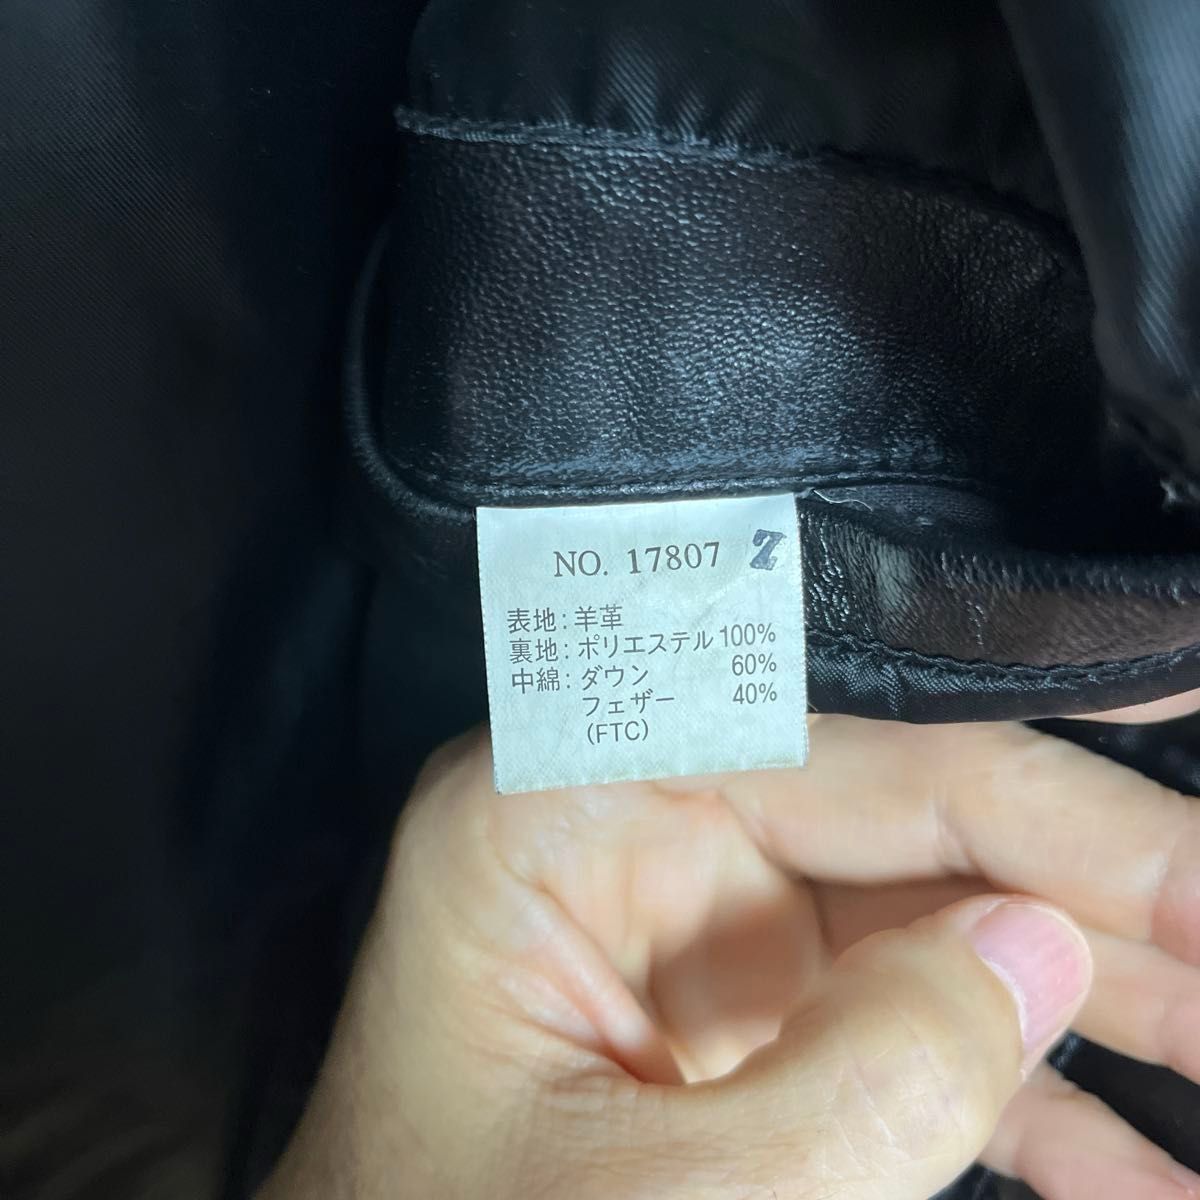 NO. 17807 Z
表地:羊革
裏地:ポリエステル 100%
中綿:ダウン 60%
フェザー 40%
(FTC)